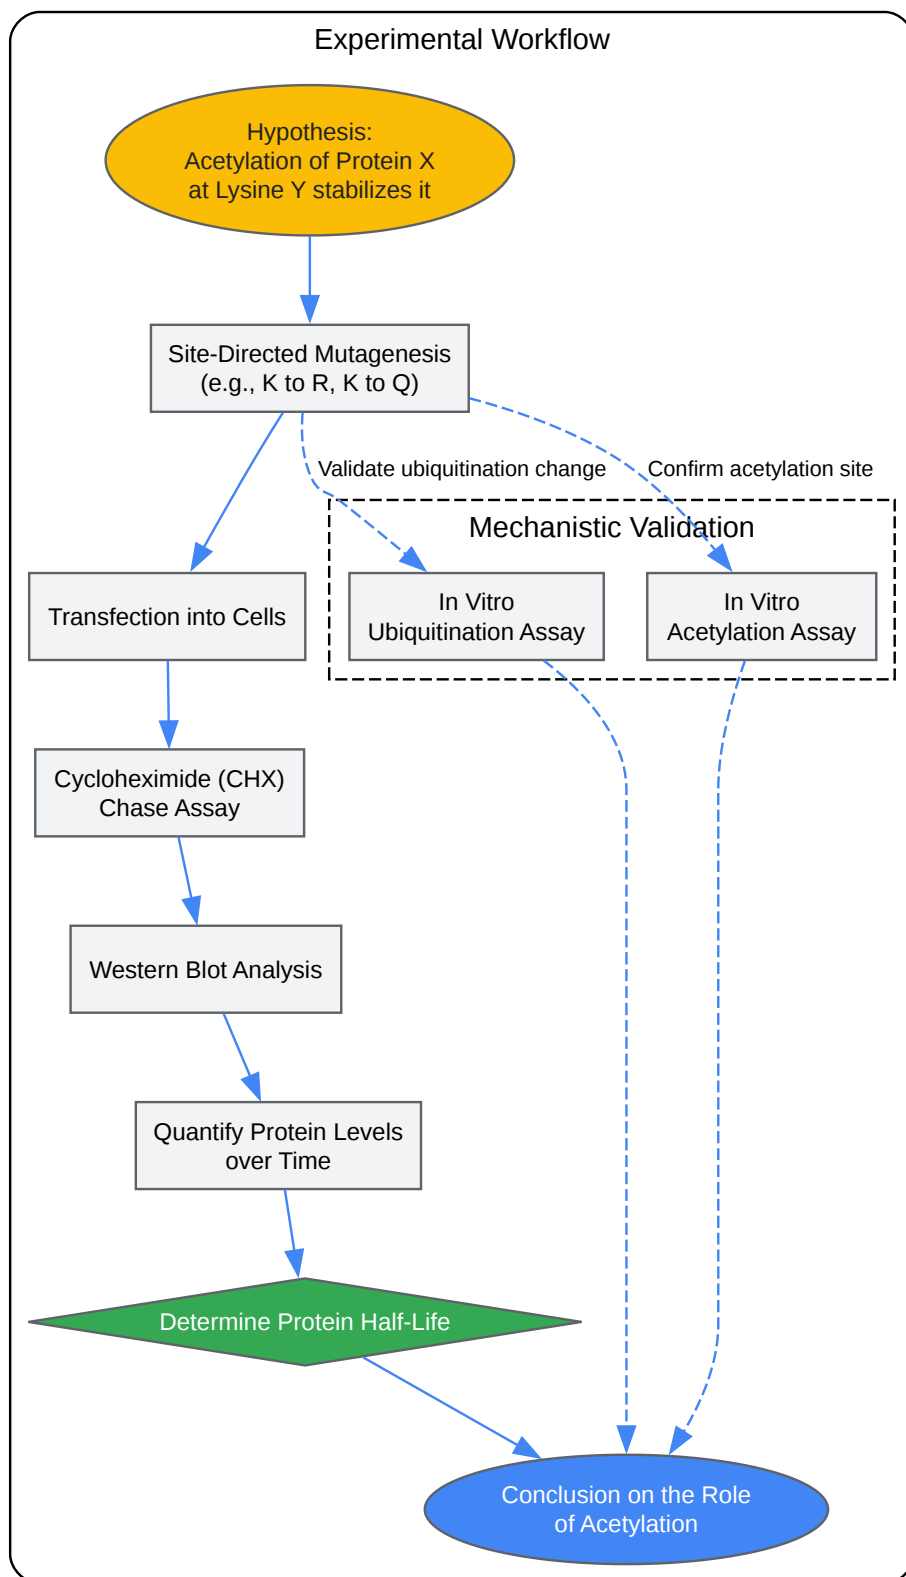 Experimental Workflow
Hypothesis:
Acetylation of Protein X
at Lysine Y stabilizes it
Site-Directed Mutagenesis
(e.g., K to R, K to Q)
Validate ubiquitination change
Confirm acetylation site
Mechanistic Validation
Transfection into Cells
In Vitro
Ubiquitination Assay
In Vitro
Acetylation Assay
Cycloheximide (CHX)
Chase Assay
Western Blot Analysis
Quantify Protein Levels
over Time
Determine Protein Half-Life
Conclusion on the Role
of Acetylation